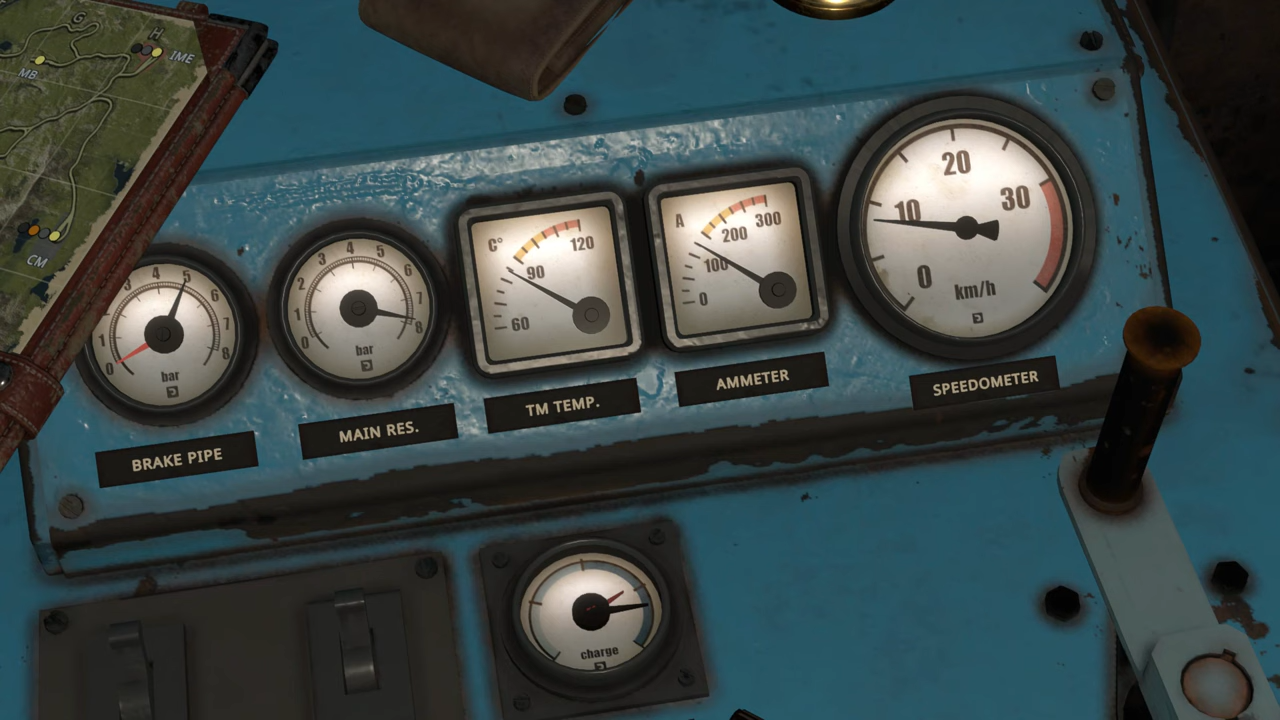 G
H
IME
MB
CM
0
1
3
4
5
6
7
8
bar
BRAKE PIPE
0
1
2
3
4
5
6
7
8
bar
MAIN RES.
C°
60
90
120
TM TEMP.
A
0
100
200
300
AMMETER
0
10
20
30
km/h
SPEEDOMETER
charge